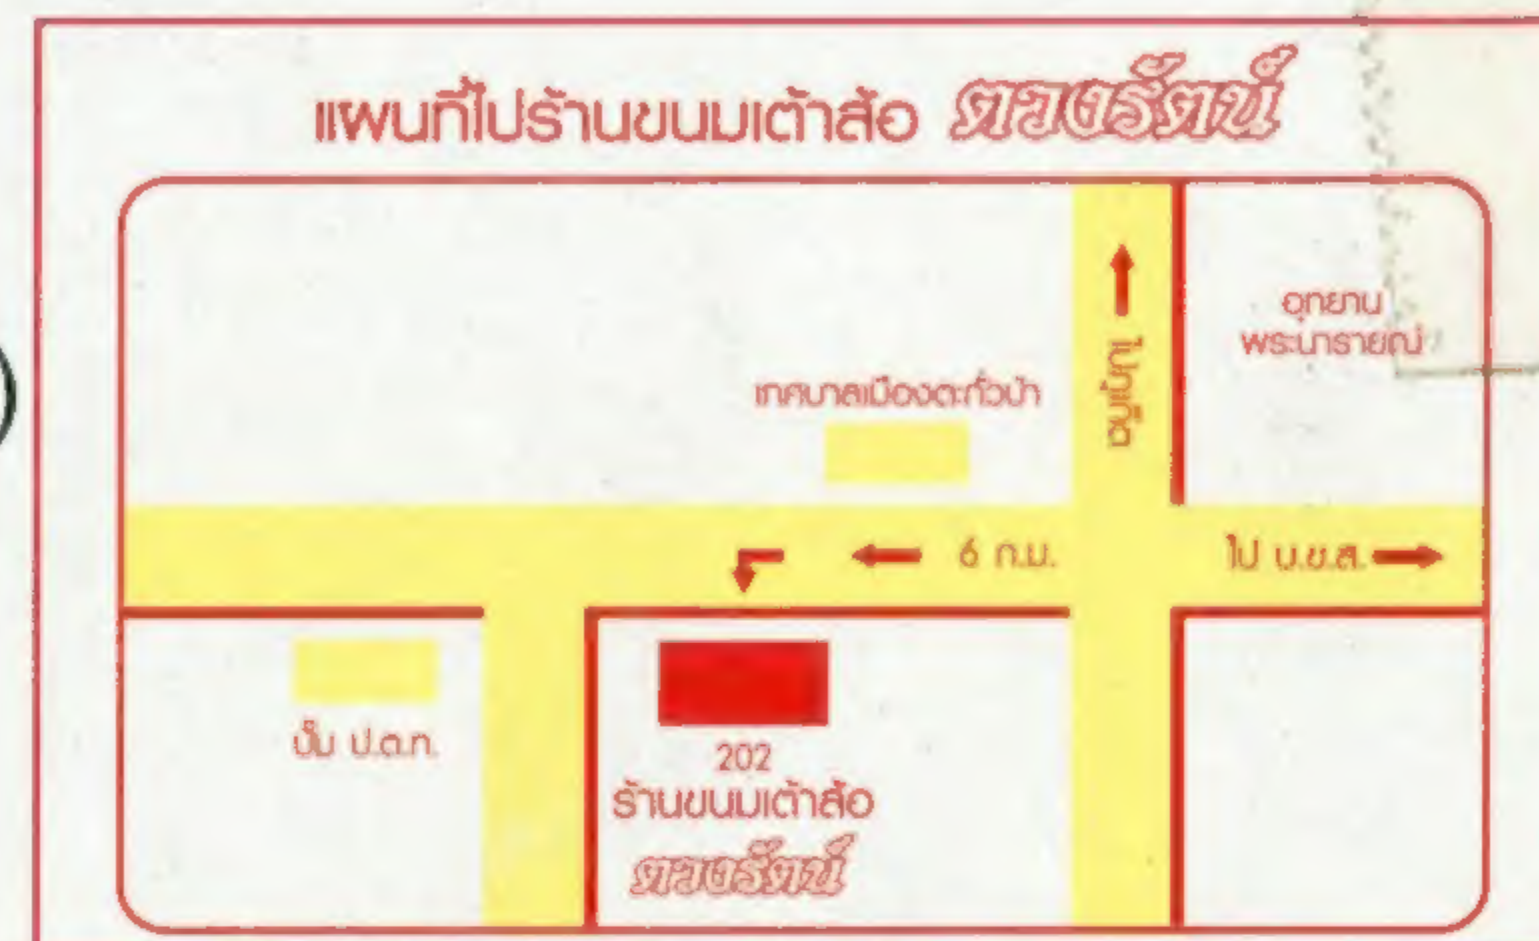 แผนที่ไปร้านขนมเต้าส้อ ตวงรัตน์
อุทยาน
พระนารายณ์
ไปภูเก็ต
เทศบาลเมืองตะกั่วป่า
6 ก.ม.
ไป บ.ข.ส.
ปั๊ม ป.ต.ท.
202
ร้านขนมเต้าส้อ
ตวงรัตน์